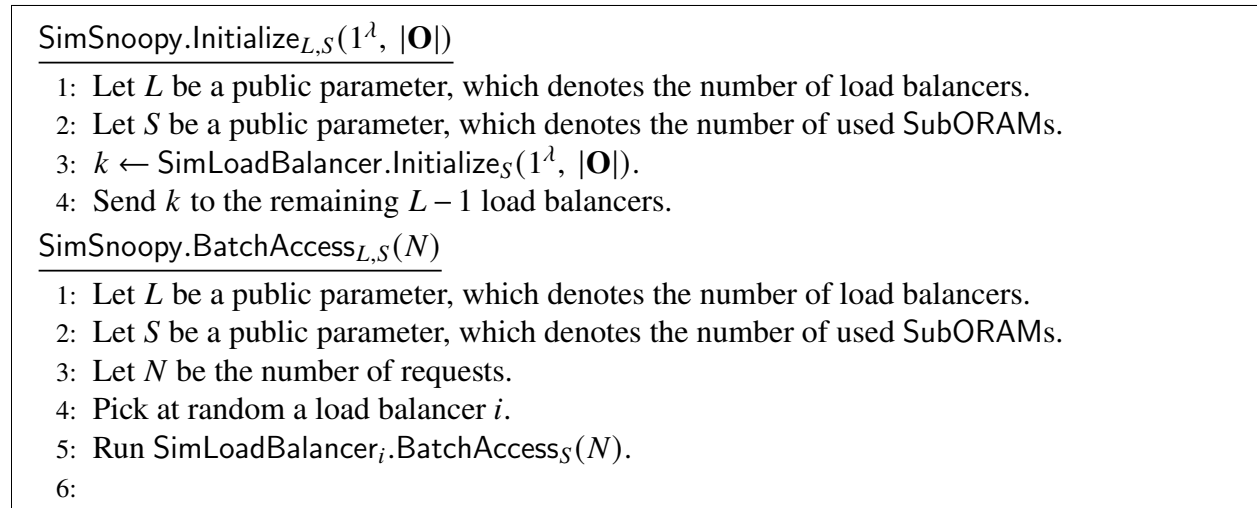 SimSnoopy.Initialize_{L,S}(1^λ, |𝐎|)
1: Let L be a public parameter, which denotes the number of load balancers.
2: Let S be a public parameter, which denotes the number of used SubORAMs.
3: k ← SimLoadBalancer.Initialize_S(1^λ, |𝐎|).
4: Send k to the remaining L − 1 load balancers.
SimSnoopy.BatchAccess_{L,S}(N)
1: Let L be a public parameter, which denotes the number of load balancers.
2: Let S be a public parameter, which denotes the number of used SubORAMs.
3: Let N be the number of requests.
4: Pick at random a load balancer i.
5: Run SimLoadBalancer_i.BatchAccess_S(N).
6: